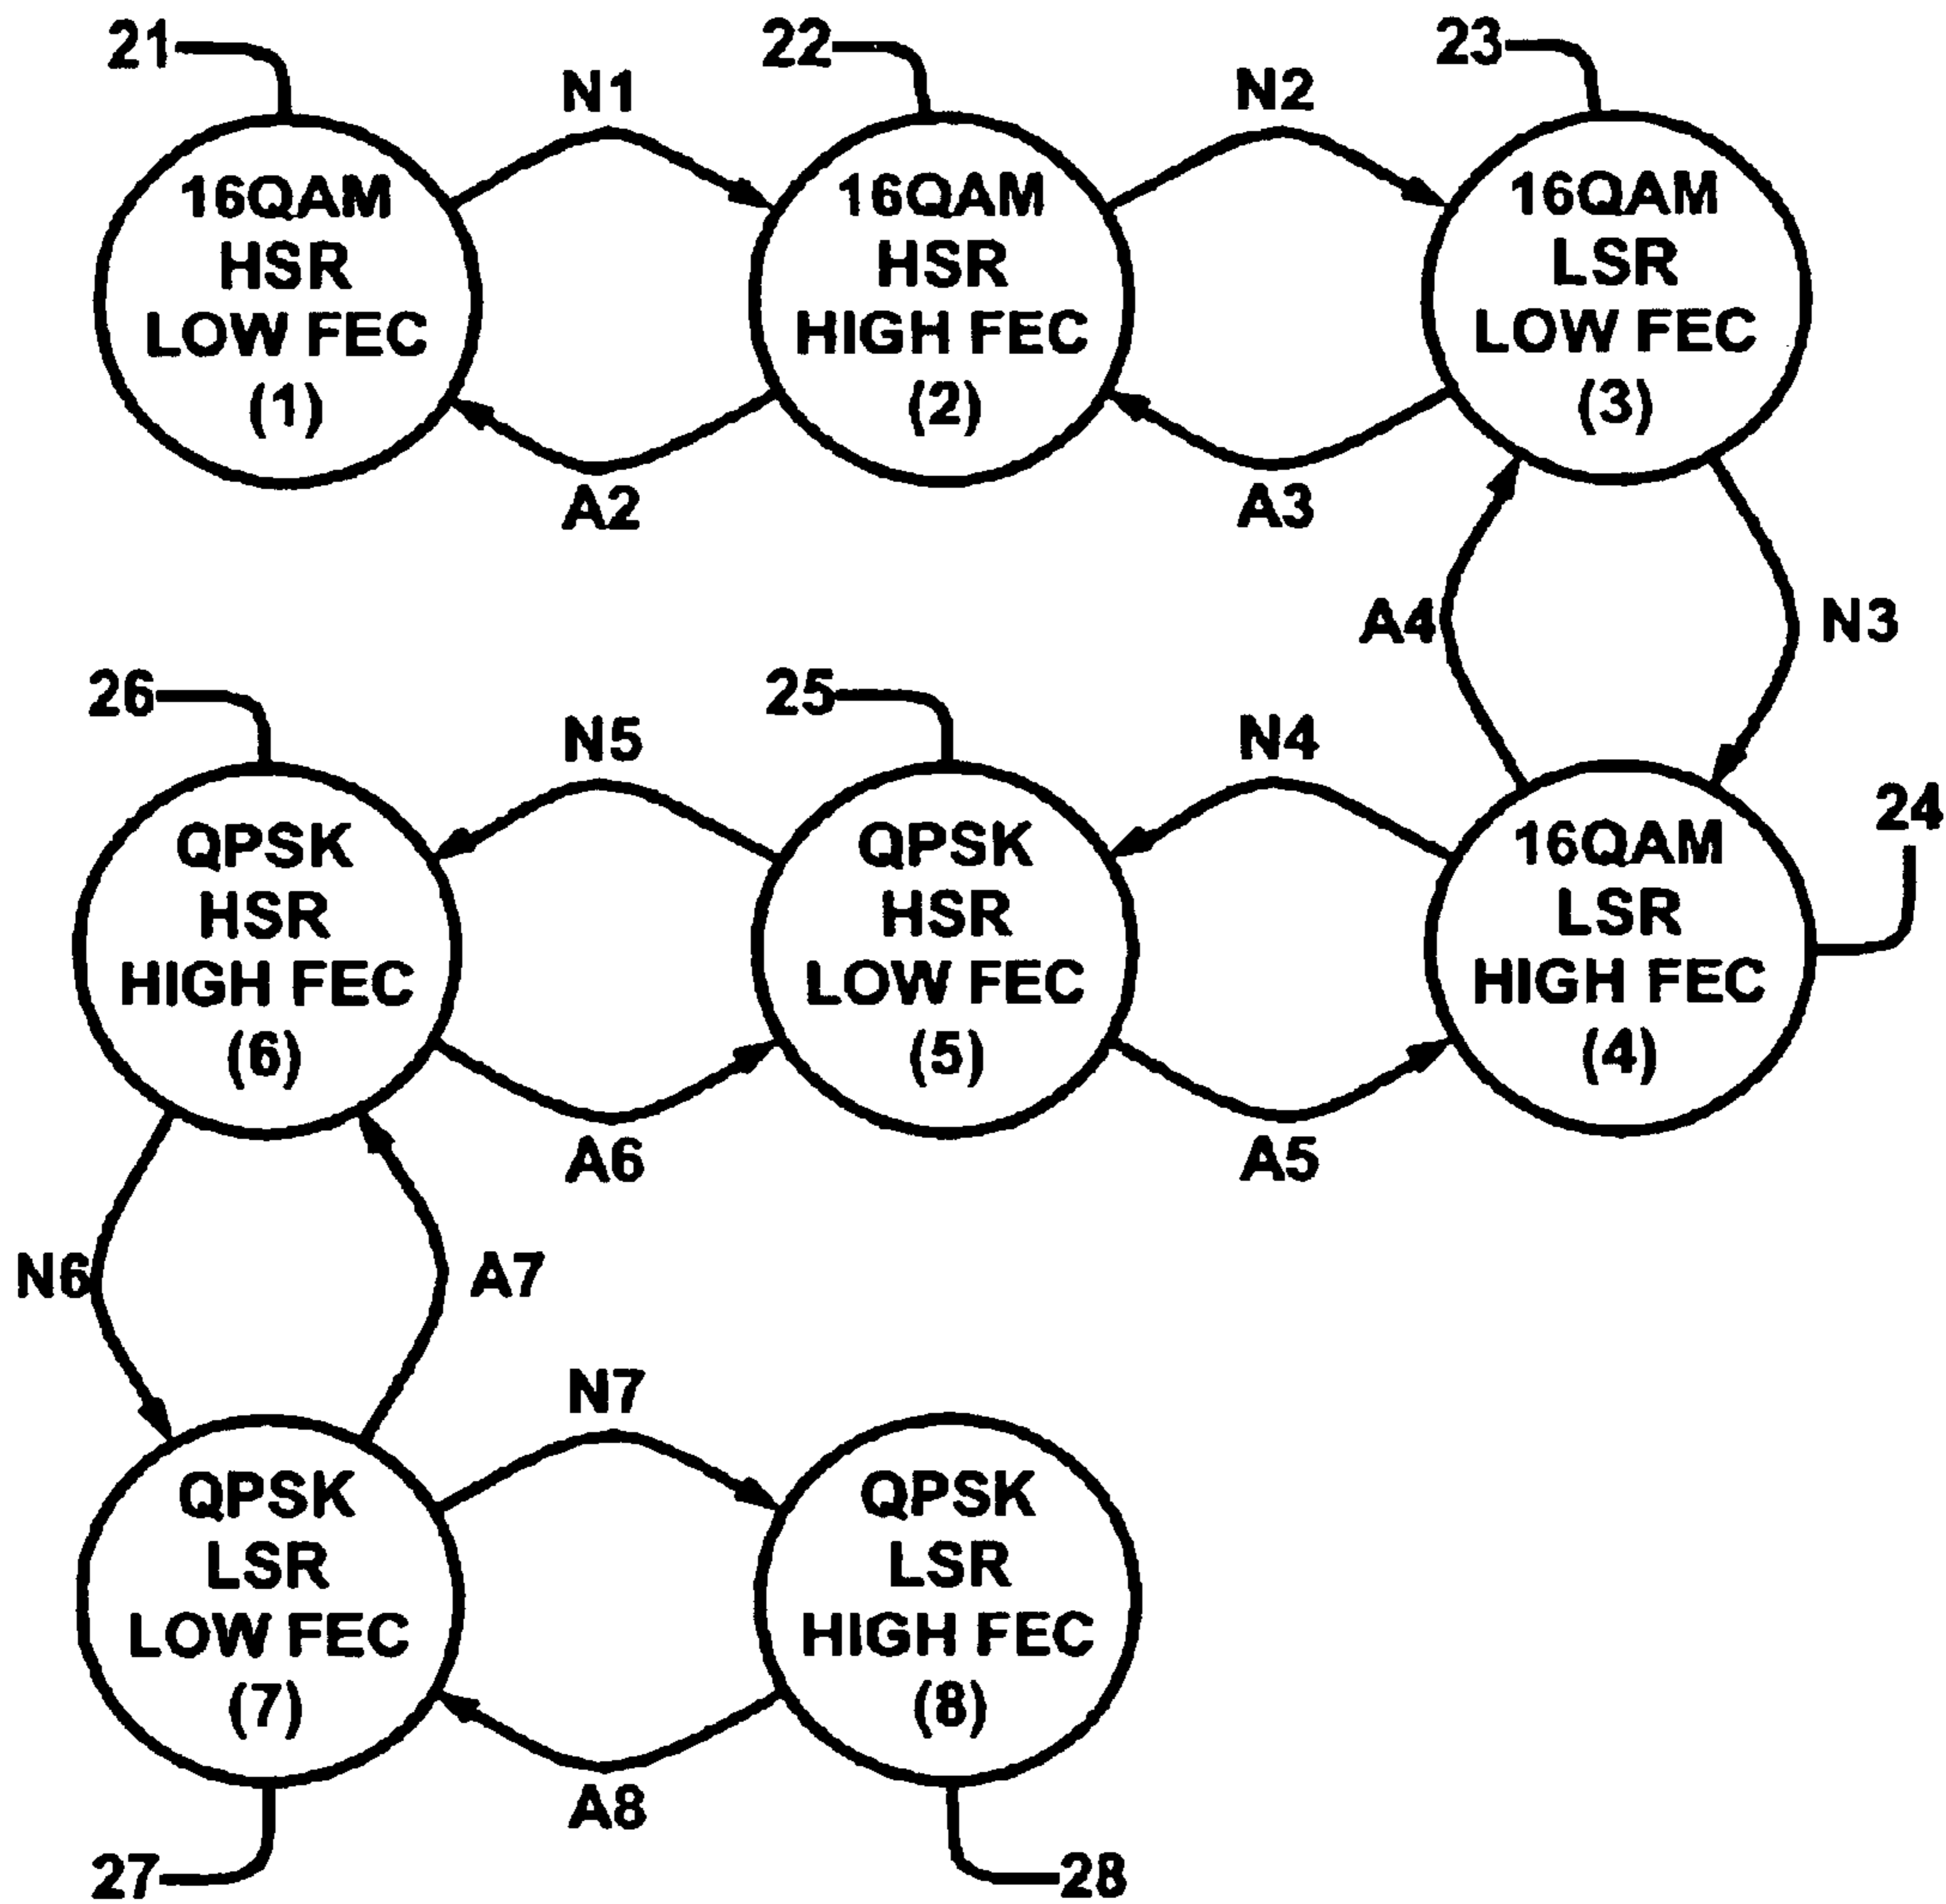 21
22
23
N1
N2
16QAM
HSR
LOW FEC
(1)
16QAM
HSR
HIGH FEC
(2)
16QAM
LSR
LOW FEC
(3)
A2
A3
A4
N3
26
25
24
N5
N4
QPSK
HSR
HIGH FEC
(6)
QPSK
HSR
LOW FEC
(5)
16QAM
LSR
HIGH FEC
(4)
A6
A5
N6
A7
N7
QPSK
LSR
LOW FEC
(7)
QPSK
LSR
HIGH FEC
(8)
A8
27
28